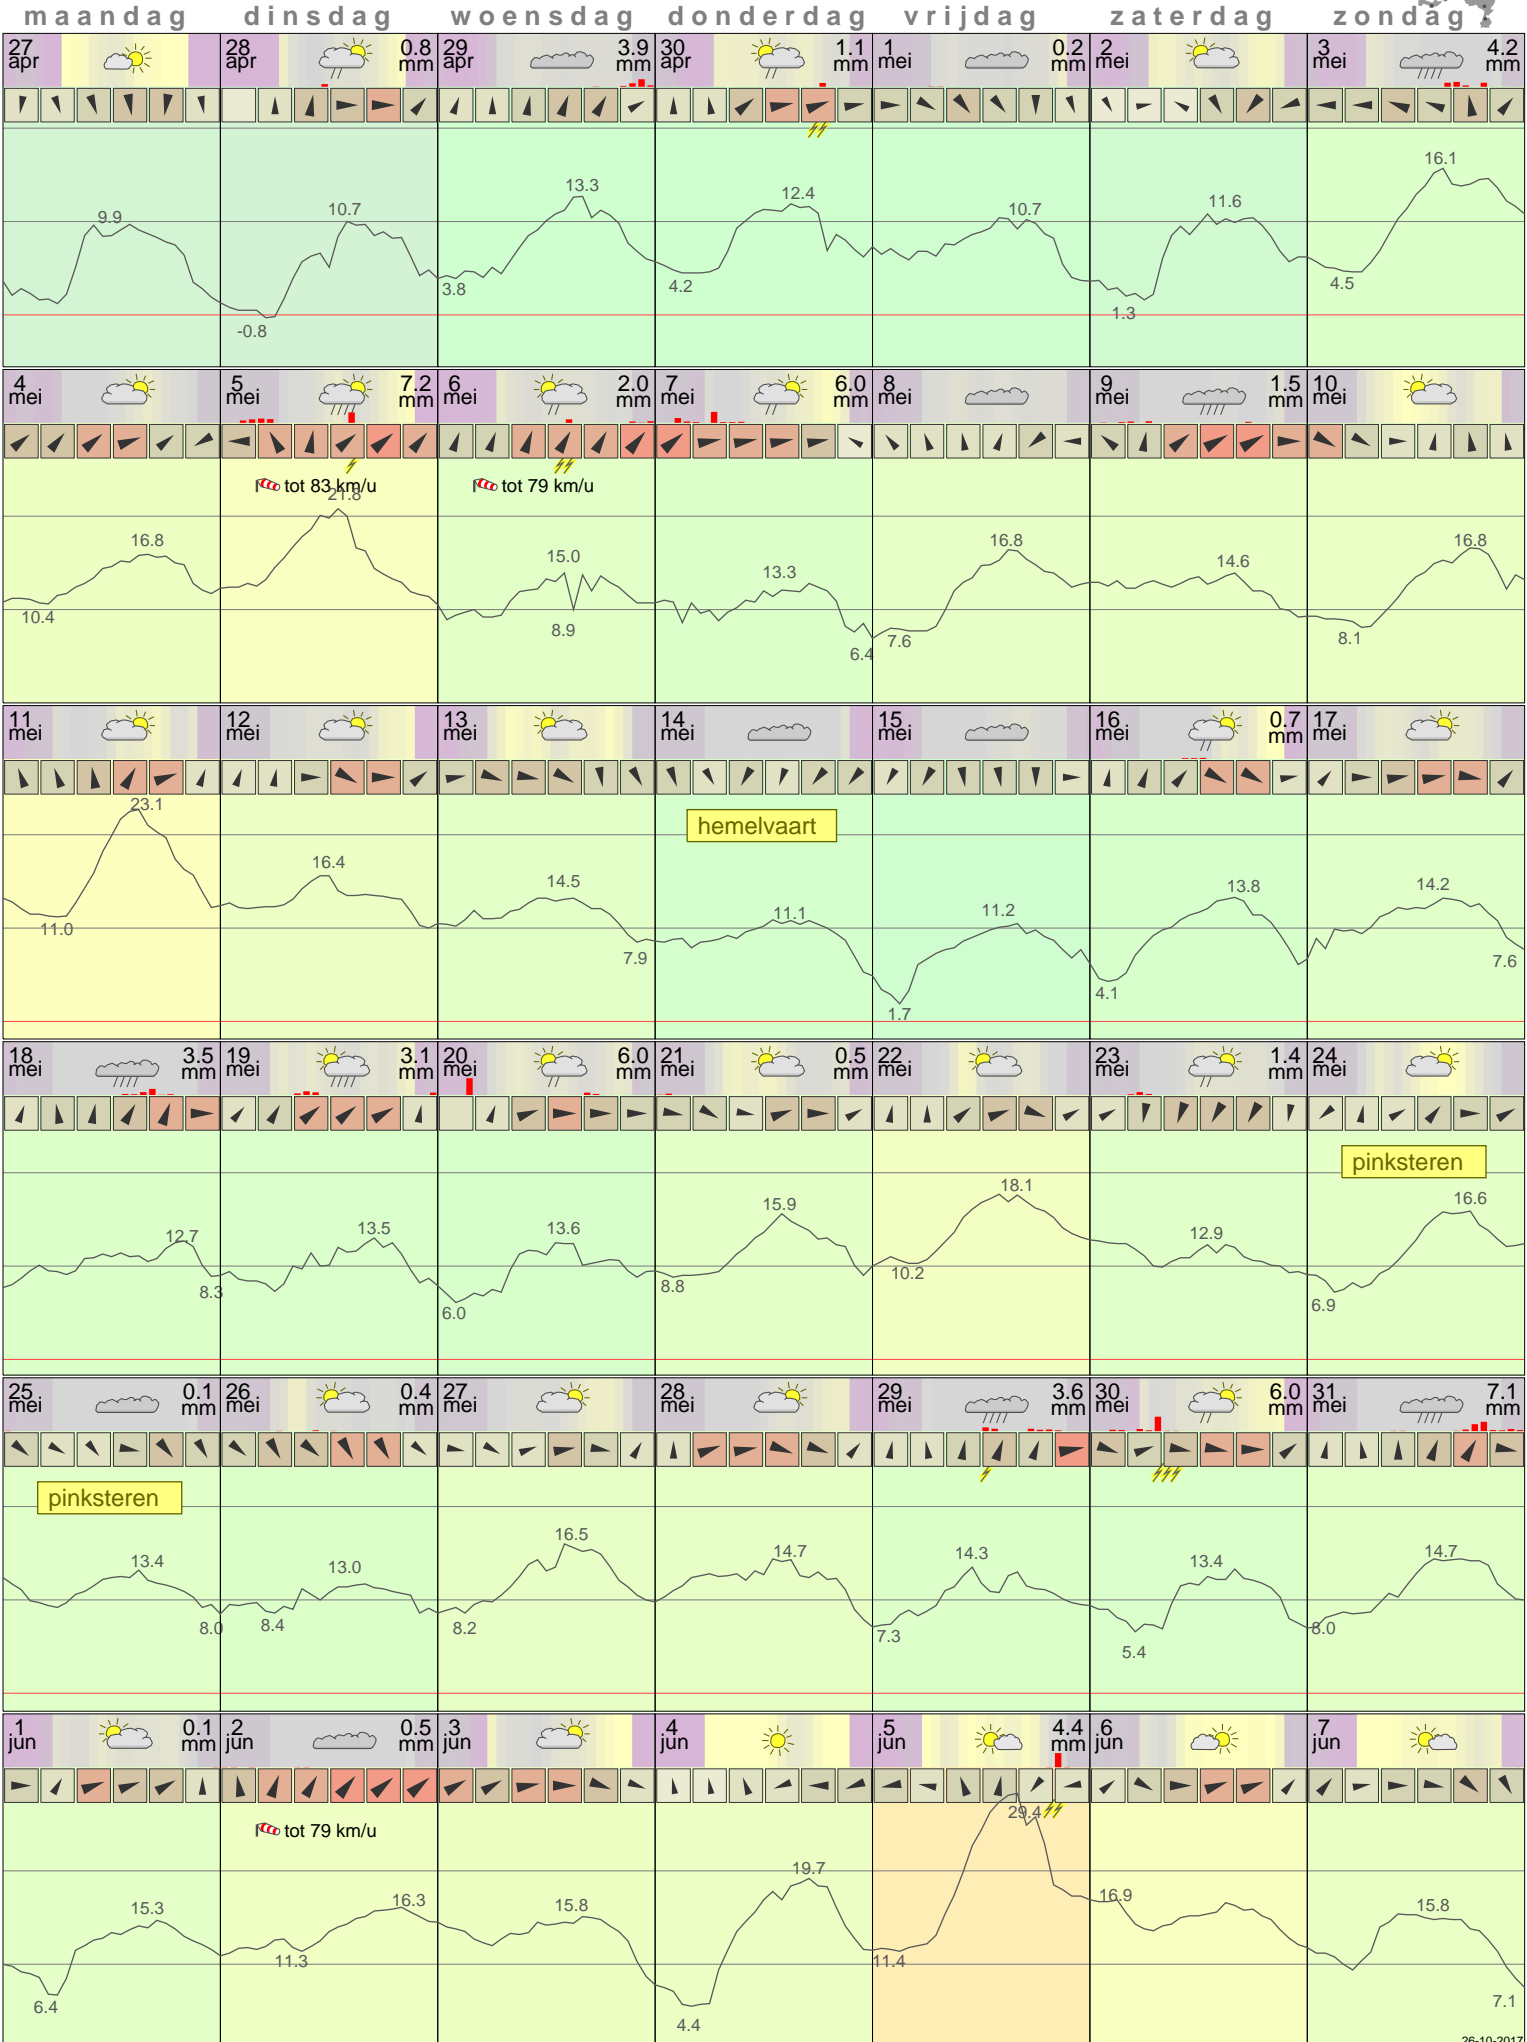 maandag dinsdag woensdag donderdag vrijdag zaterdag zondag
27 28 0.8 29 3.9 30 1.1 1 0.2 2 3 4.2
apr apr mm apr mm apr mm mei mm mei mei mm
9.9 10.7 13.3 12.4 10.7 11.6 16.1
-0.8 3.8 4.2 1.3 4.5
4 5 7.2 6 2.0 7 6.0 8 9 1.5 10
mei mei mm mei mm mei mm mei mei mm mei
tot 83 km/u tot 79 km/u
16.8 21.8 15.0 13.3 16.8 14.6 16.8
10.4 8.9 6.4 7.6 8.1
11 12 13 14 15 16 0.7 17
mei mei mei mei mei mei mm mei
hemelvaart
23.1 16.4 14.5 11.1 11.2 13.8 14.2
11.0 7.9 1.7 4.1 7.6
18 3.5 19 3.1 20 6.0 21 0.5 22 23 1.4 24
mei mm mei mm mei mm mei mm mei mei mm mei
pinksteren
12.7 13.5 13.6 15.9 18.1 12.9 16.6
8.3 6.0 8.8 10.2 6.9
25 0.1 26 0.4 27 28 29 3.6 30 6.0 31 7.1
mei mm mei mm mei mei mei mm mei mm mei mm
pinksteren
13.4 13.0 16.5 14.7 14.3 13.4 14.7
8.0 8.4 8.2 7.3 5.4 8.0
1 0.1 2 0.5 3 4 5 4.4 6 7
jun mm jun mm jun jun jun mm jun jun
tot 79 km/u
15.3 16.3 15.8 19.7 29.4 16.9 15.8
6.4 11.3 4.4 11.4 7.1
26-10-2017